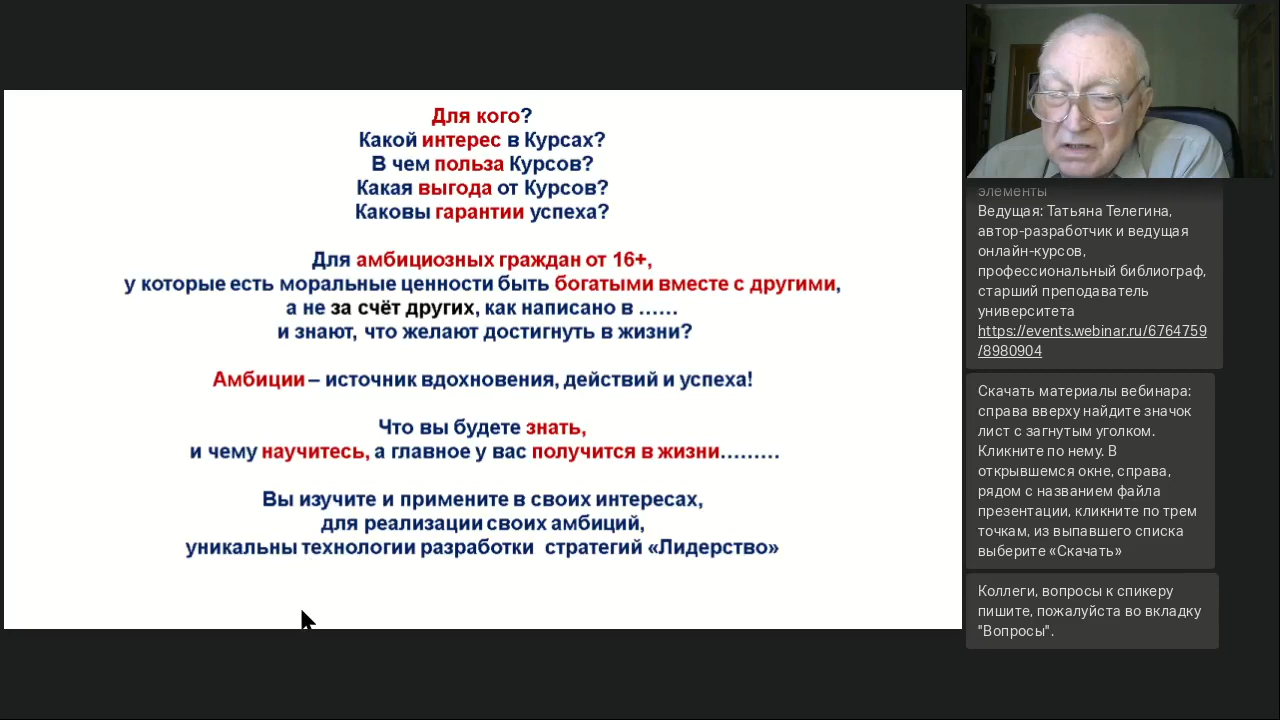 Для кого?
Какой интерес в Курсах?
В чем польза Курсов?
Какая выгода от Курсов?
Каковы гарантии успеха?
Для амбициозных граждан от 16+,
у которые есть моральные ценности быть богатыми вместе с другими,
а не за счёт других, как написано в ......
и знают, что желают достигнуть в жизни?
Амбиции – источник вдохновения, действий и успеха!
Что вы будете знать,
и чему научитесь, а главное у вас получится в жизни.........
Вы изучите и примените в своих интересах,
для реализации своих амбиций,
уникальны технологии разработки стратегий «Лидерство»
элементы
Ведущая: Татьяна Телегина,
автор-разработчик и ведущая
онлайн-курсов,
профессиональный библиограф,
старший преподаватель
университета
https://events.webinar.ru/6764759
/8980904
Скачать материалы вебинара:
справа вверху найдите значок
лист с загнутым уголком.
Кликните по нему. В
открывшемся окне, справа,
рядом с названием файла
презентации, кликните по трем
точкам, из выпавшего списка
выберите «Скачать»
Коллеги, вопросы к спикеру
пишите, пожалуйста во вкладку
"Вопросы".